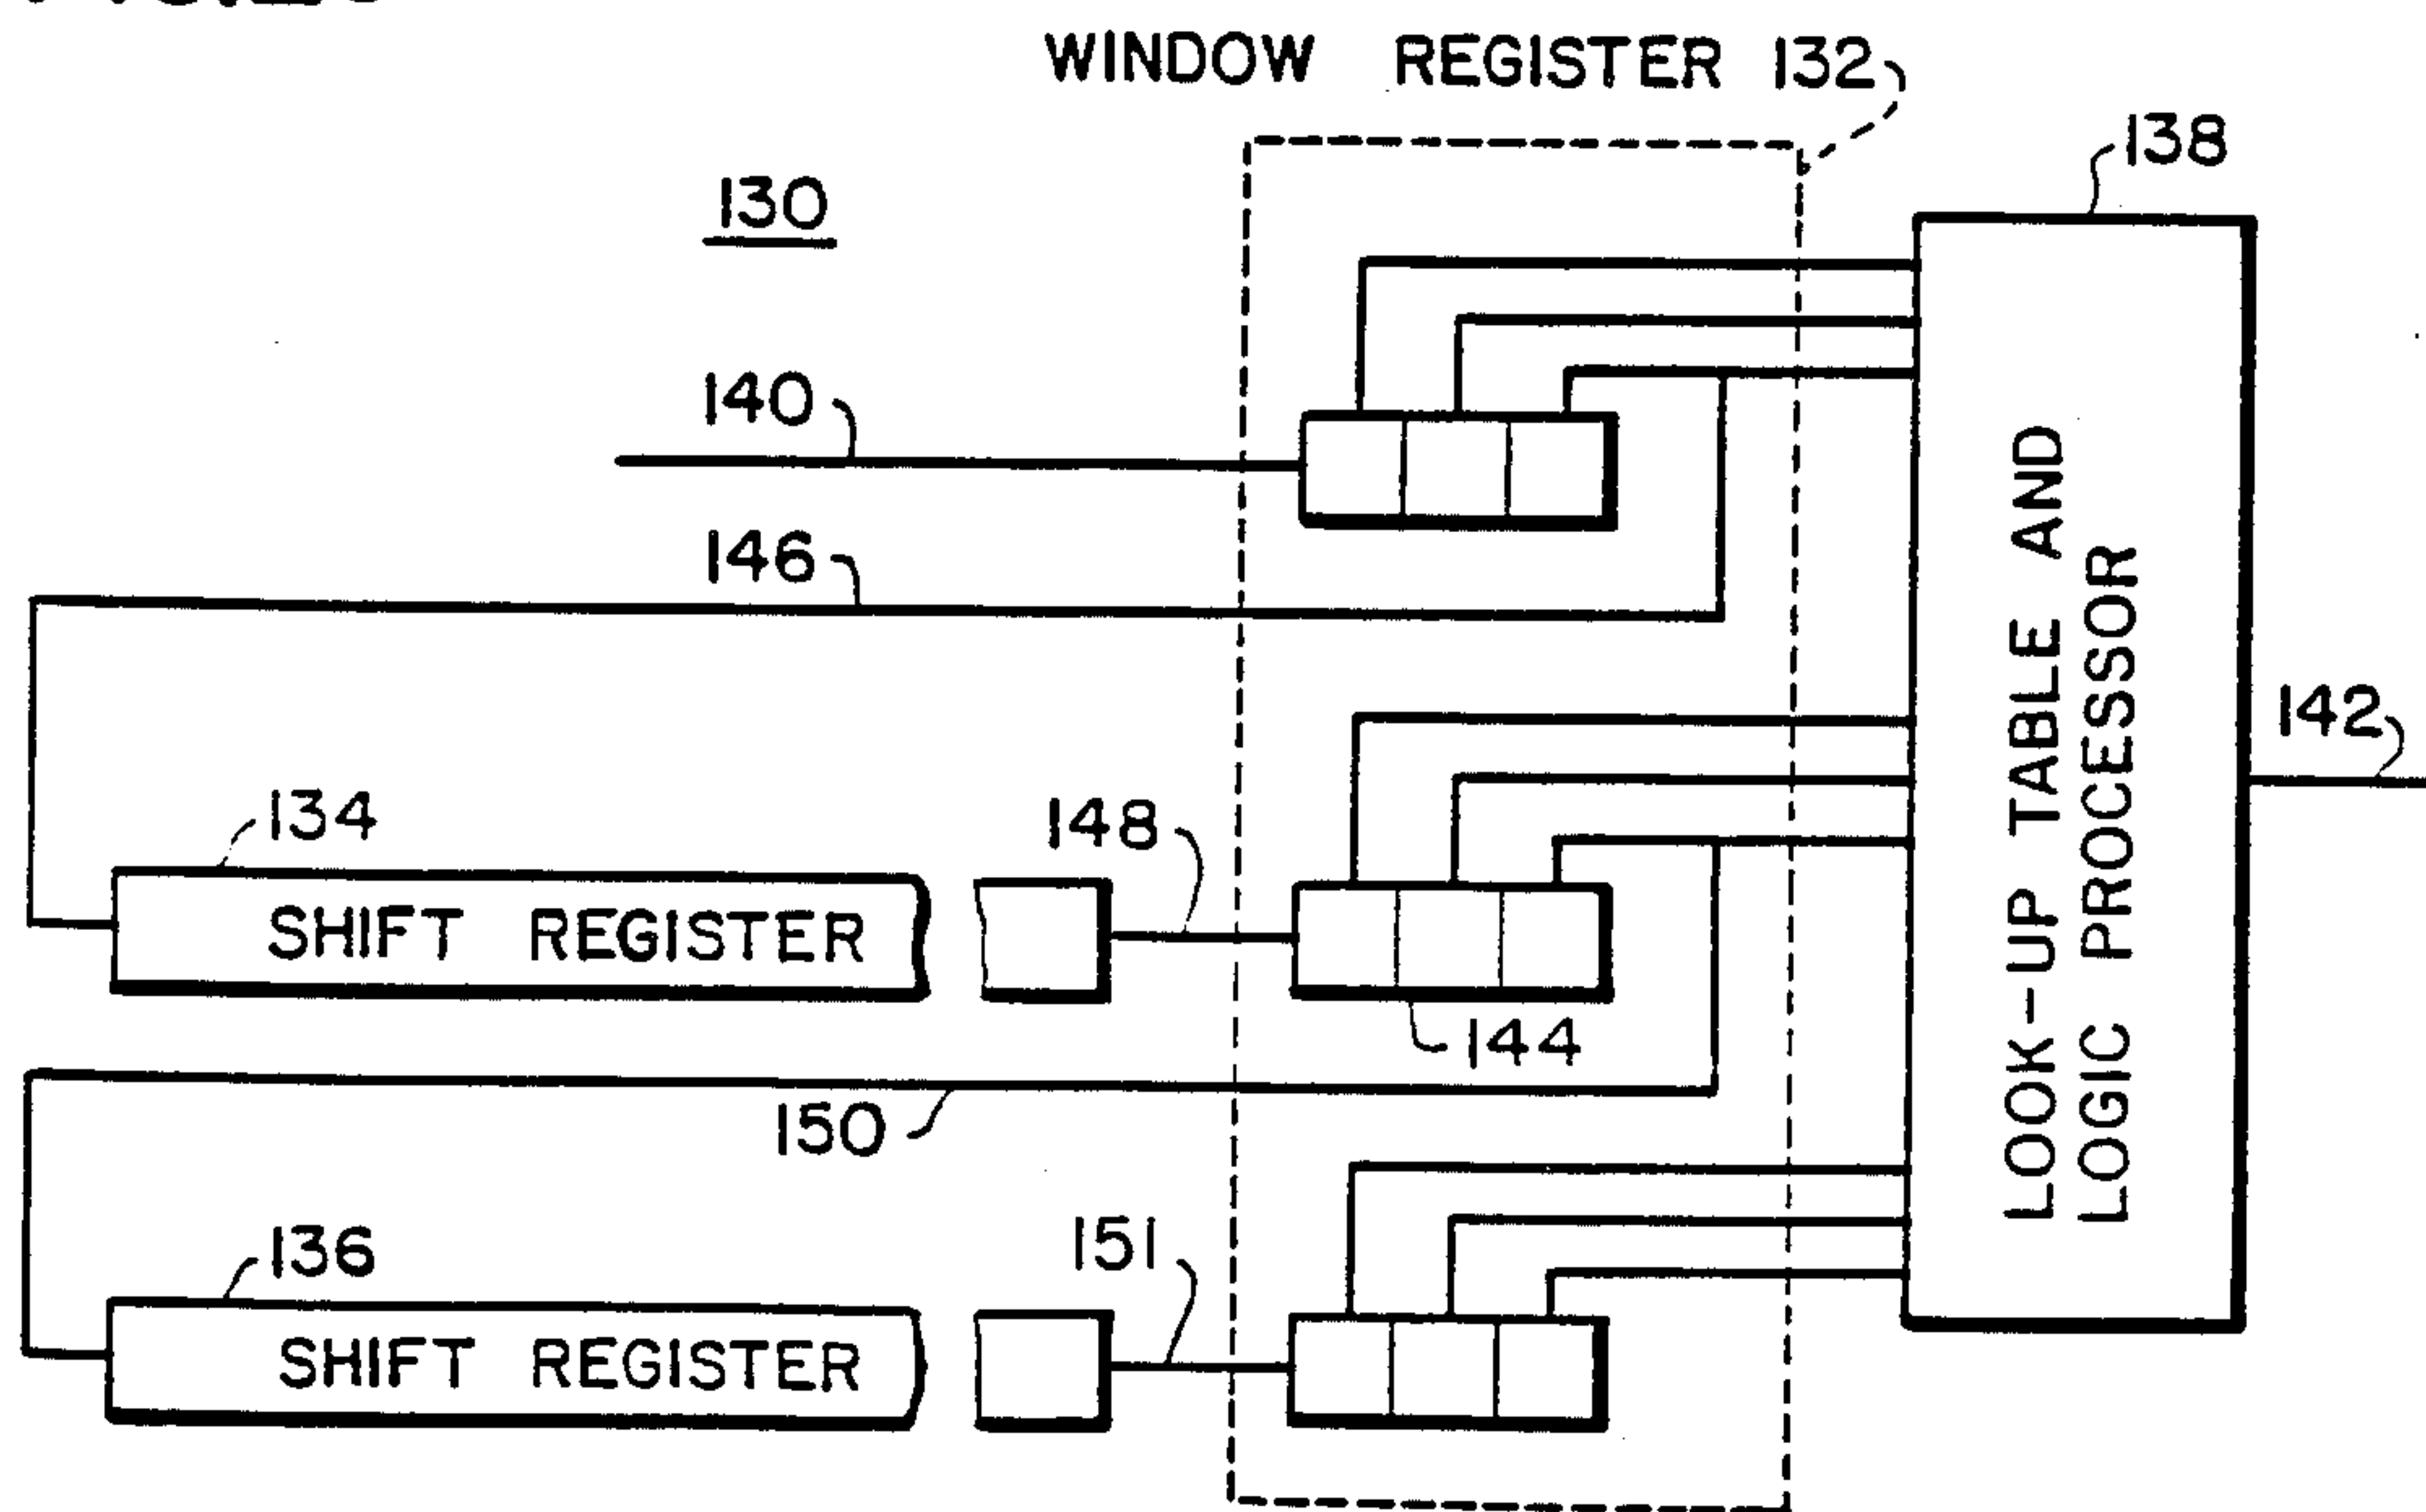 WINDOW REGISTER 132
138
130
140
146
142
134
148
SHIFT REGISTER
144
150
151
136
SHIFT REGISTER
LOOK-UP TABLE AND
LOGIC PROCESSOR